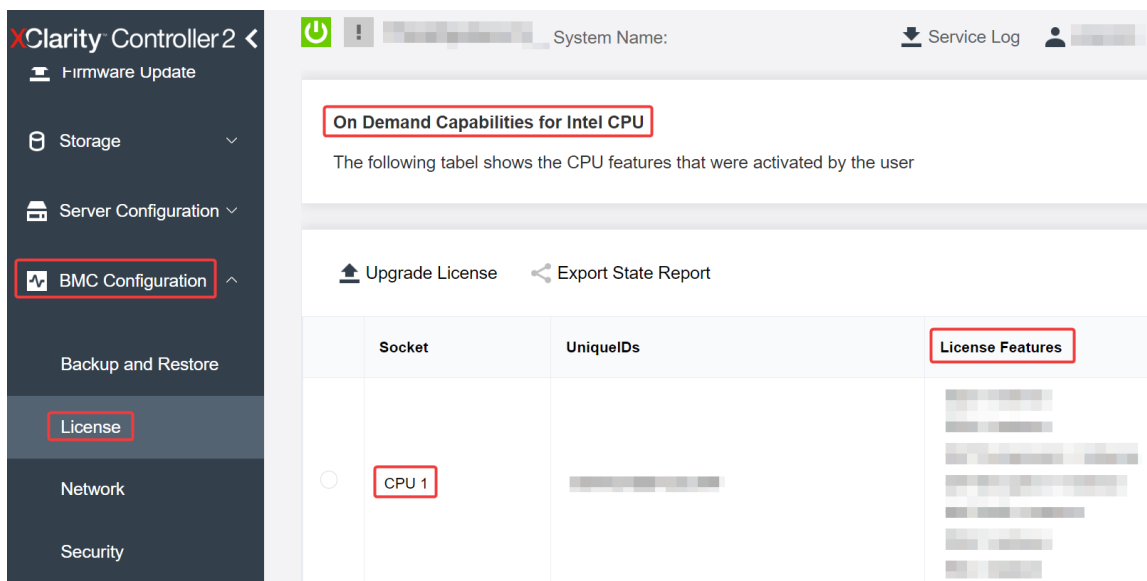 XClarity Controller 2
Firmware Update
Storage
Server Configuration
BMC Configuration
Backup and Restore
License
Network
Security
System Name:
Service Log
On Demand Capabilities for Intel CPU
The following tabel shows the CPU features that were activated by the user
Upgrade License
Export State Report
Socket UniqueIDs License Features
CPU 1